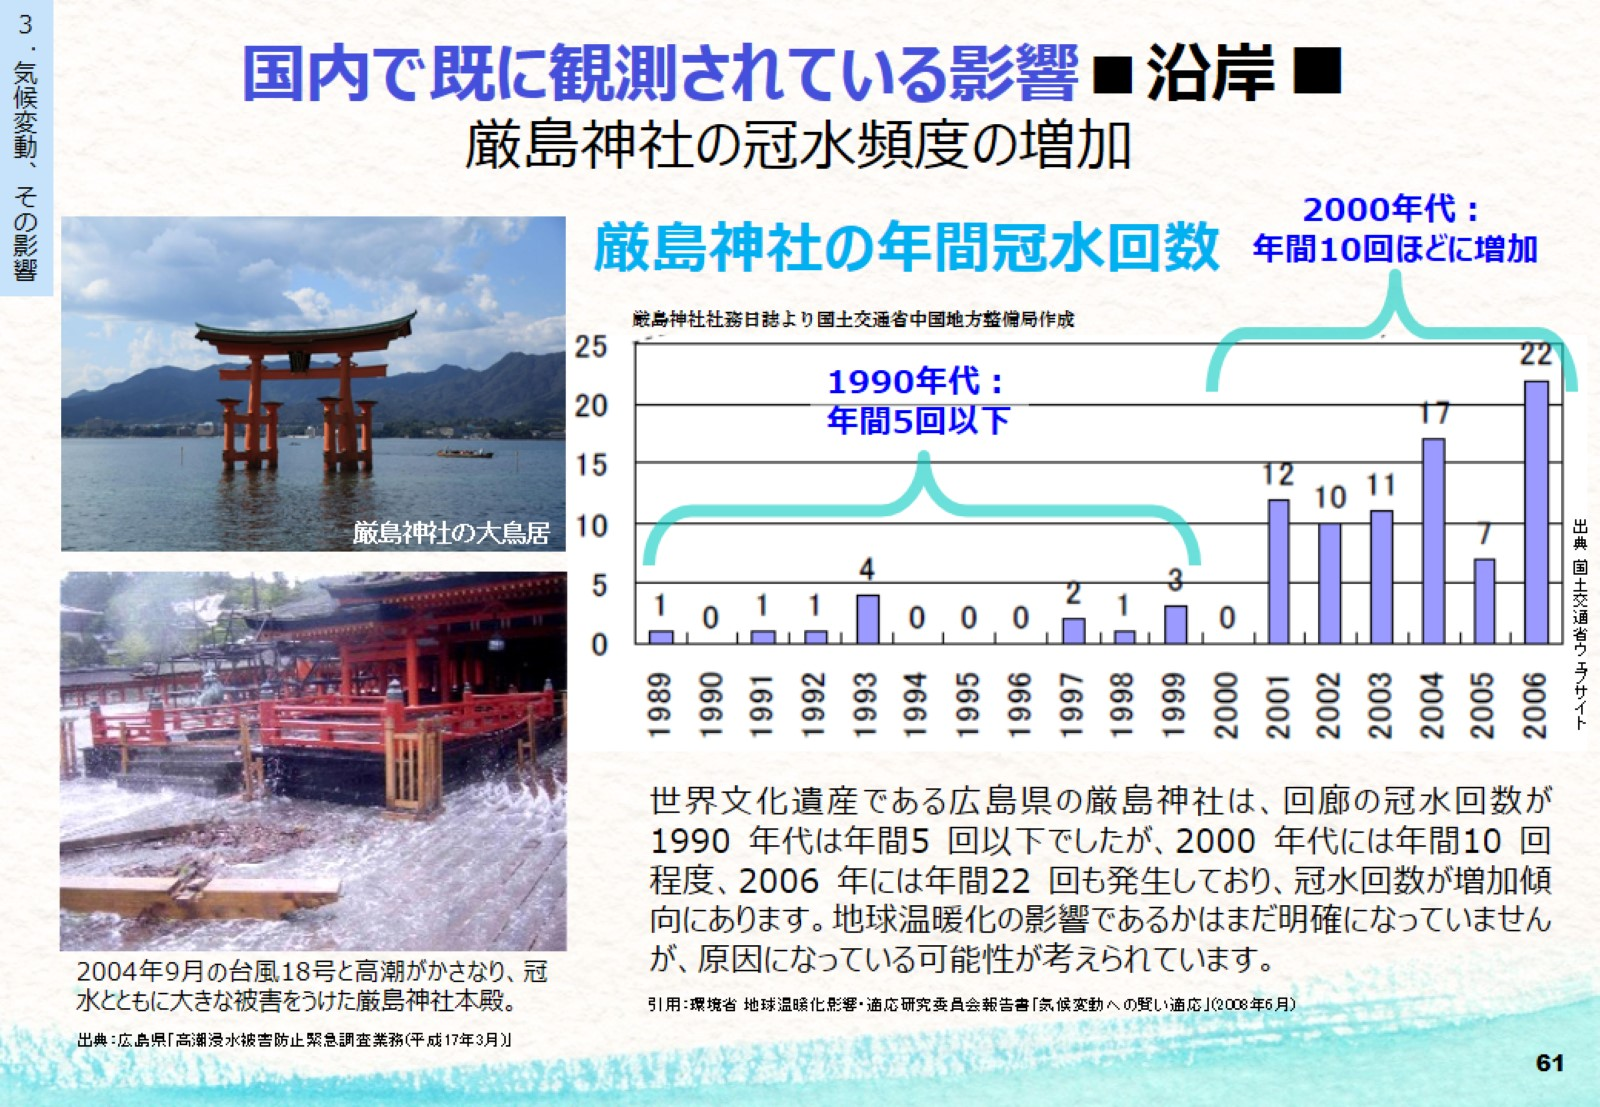 3．気候変動、その影響
国内で既に観測されている影響■沿岸■
厳島神社の冠水頻度の増加
厳島神社の大鳥居
2004年9月の台風18号と高潮がかさなり、冠
水とともに大きな被害をうけた厳島神社本殿。
出典：広島県「高潮浸水被害防止緊急調査業務(平成17年3月)」
厳島神社の年間冠水回数
2000年代：
年間10回ほどに増加
厳島神社社務日誌より国土交通省中国地方整備局作成
1990年代：
年間5回以下
25
20
15
10
5
0
1 0 1 1 4 0 0 0 2 1 3 0 12 10 11 17 7 22
1989 1990 1991 1992 1993 1994 1995 1996 1997 1998 1999 2000 2001 2002 2003 2004 2005 2006
出典 国土交通省ウェブサイト
世界文化遺産である広島県の厳島神社は、回廊の冠水回数が
1990 年代は年間5 回以下でしたが、2000 年代には年間10 回
程度、2006 年には年間22 回も発生しており、冠水回数が増加傾
向にあります。地球温暖化の影響であるかはまだ明確になっていません
が、原因になっている可能性が考えられています。
引用：環境省 地球温暖化影響・適応研究委員会報告書「気候変動への賢い適応」(2008年6月)
61